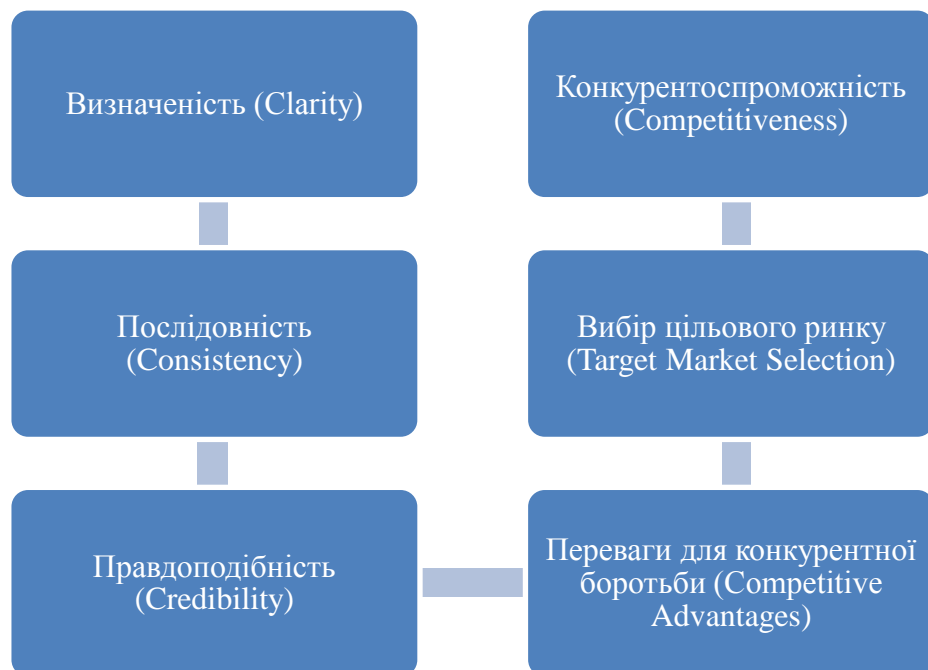 Визначеність (Clarity)
Послідовність
(Consistency)
Правдоподібність
(Credibility)
Переваги для конкурентної
боротьби (Competitive
Advantages)
Вибір цільового ринку
(Target Market Selection)
Конкурентоспроможність
(Competitiveness)